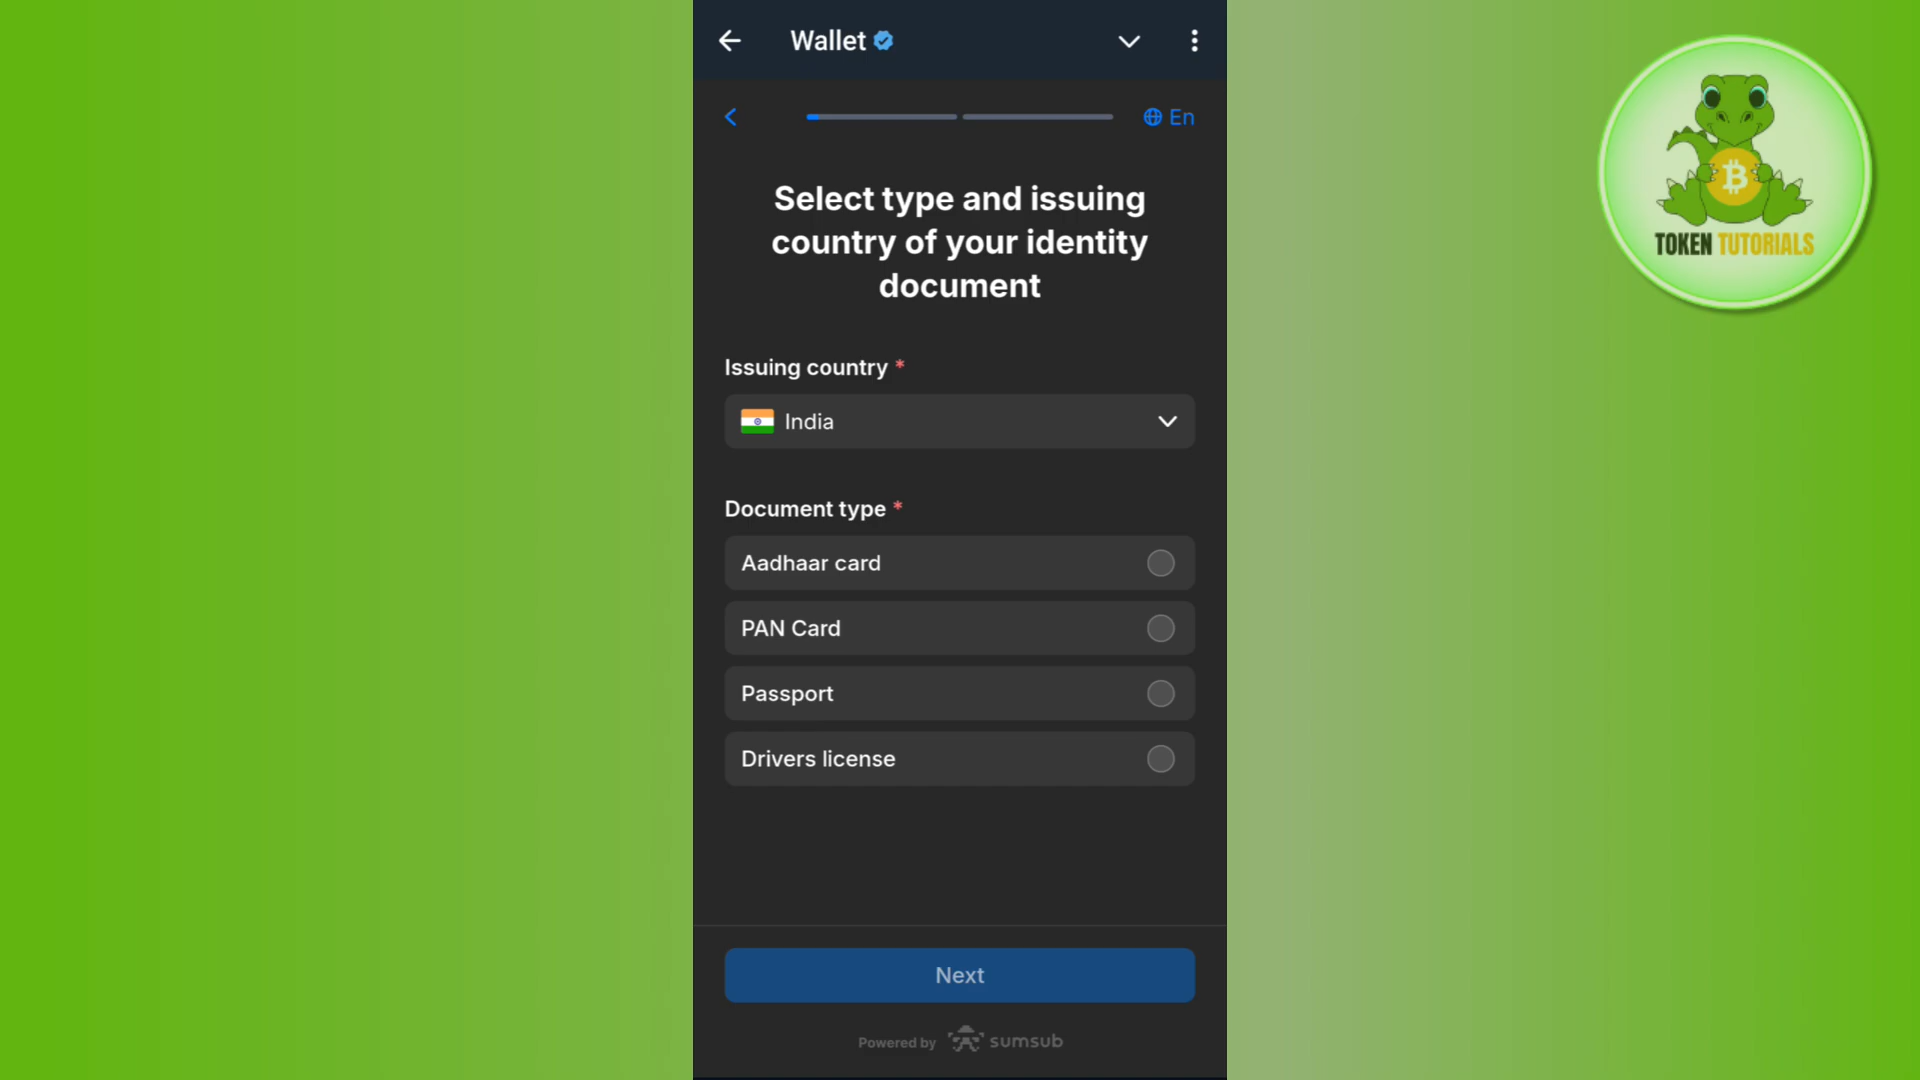 Wallet
En
Select type and issuing
country of your identity
document
Issuing country *
India
Document type *
Aadhaar card
PAN Card
Passport
Drivers license
Next
Powered by sumsub
TOKEN TUTORIALS